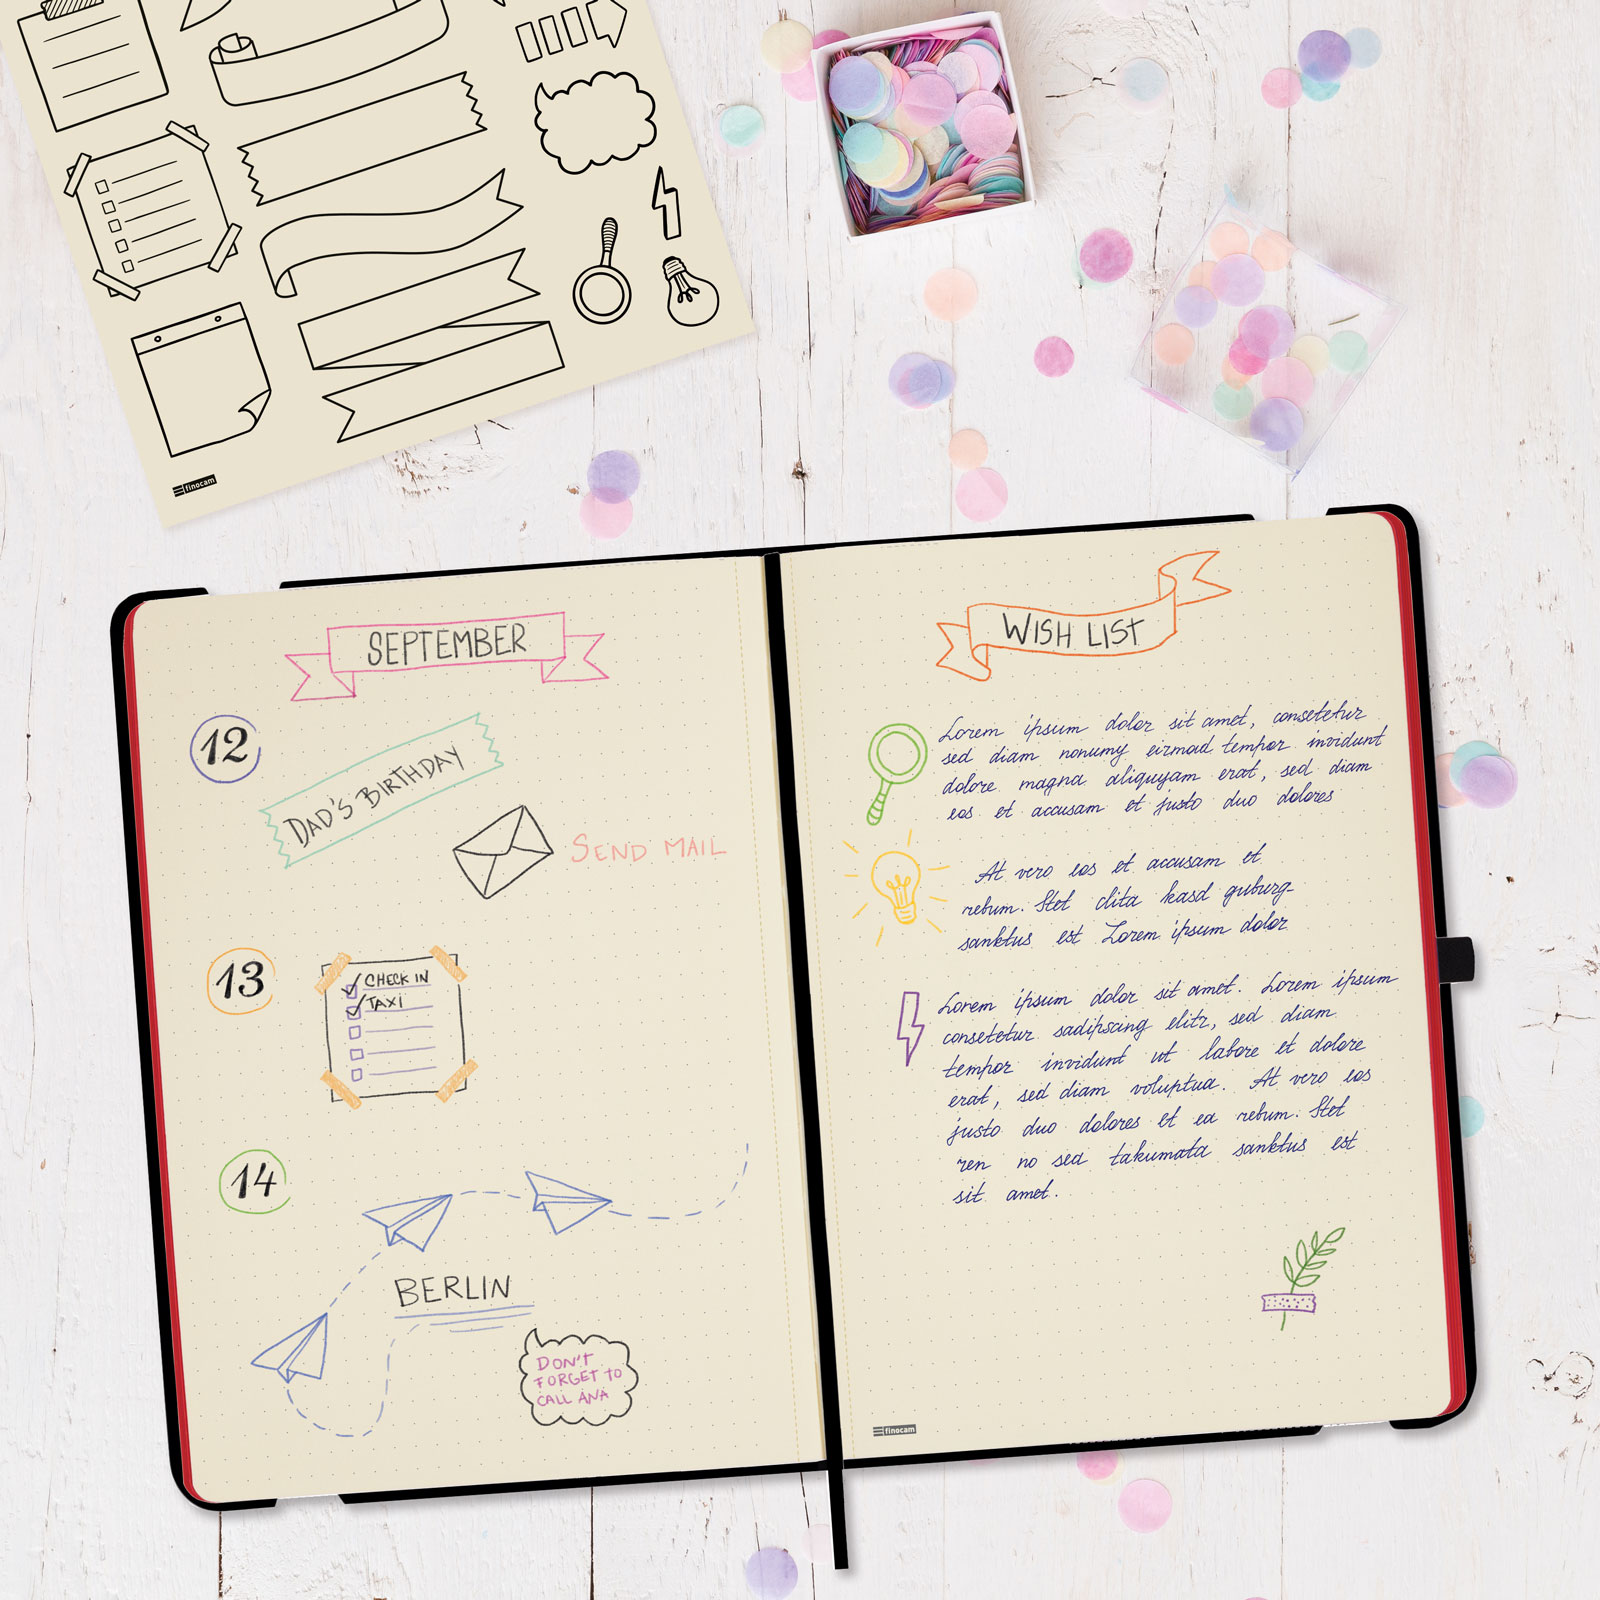 finocam
SEPTEMBER
12
DAD'S BIRTHDAY
SEND MAIL
13
CHECK IN
TAXI
14
BERLIN
DON'T
FORGET TO
CALL ANA
WISH LIST
Lorem ipsum dolor sit amet, consetetur
sed diam nonumy eirmod tempor invidunt
dolore magna aliquyam erat, sed diam
eos et accusam et justo duo dolores
At vero eos et accusam et
rebum. Stet clita kasd guburg-
sanktus est Lorem ipsum dolor
Lorem ipsum dolor sit amet. Lorem ipsum
consetetur sadipscing elitr, sed diam
tempor invidunt ut labore et dolore
erat, sed diam voluptua. At vero eos
justo duo dolores et ea rebum. Stet
ren no sea takumata sanktus est
sit amet.
finocam